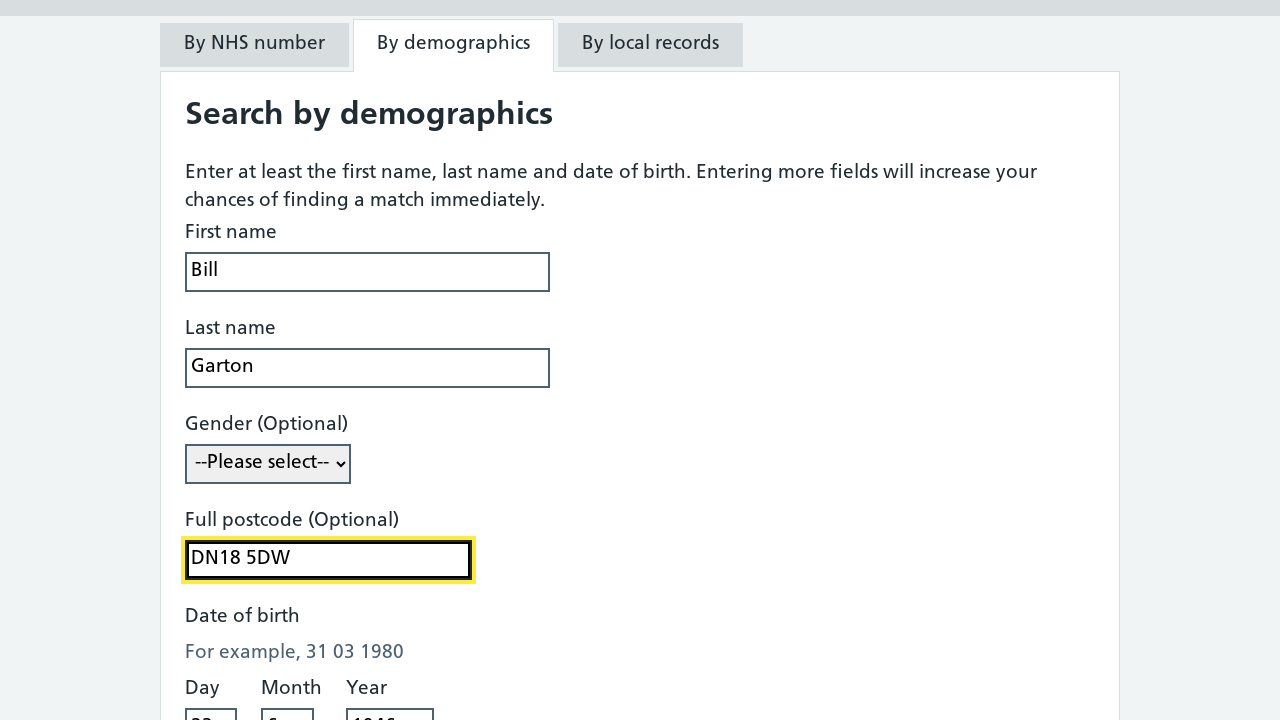 By NHS number
By demographics
By local records
Search by demographics
Enter at least the first name, last name and date of birth. Entering more fields will increase your
chances of finding a match immediately.
First name
Bill
Last name
Garton
Gender (Optional)
--Please select--
Full postcode (Optional)
DN18 5DW
Date of birth
For example, 31 03 1980
Day Month Year